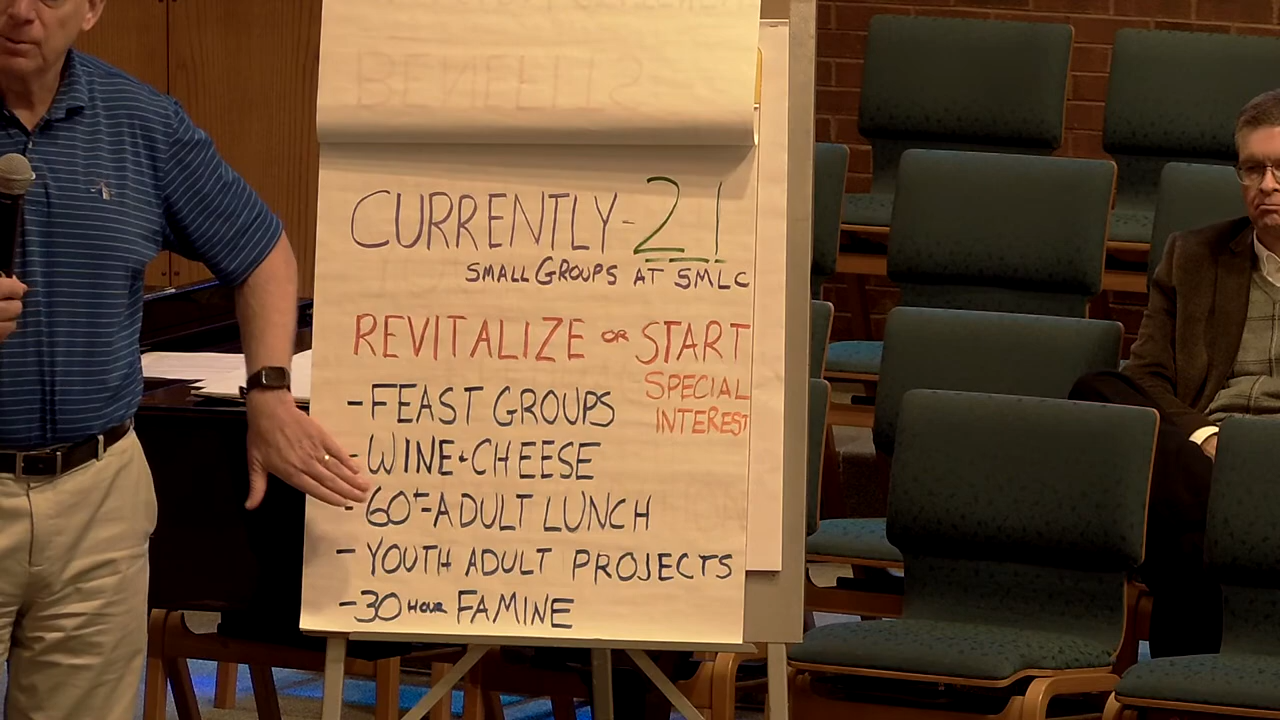 BENEFITS
CURRENTLY - 21
SMALL GROUPS AT SMLC
REVITALIZE OR START
SPECIAL
INTEREST
- FEAST GROUPS
- WINE + CHEESE
- 60+ - ADULT LUNCH
- YOUTH ADULT PROJECTS
- 30 HOUR FAMINE